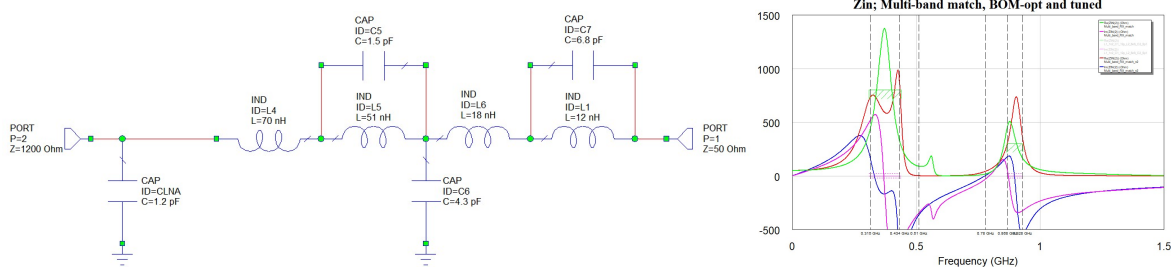 Zin; Multi-band match, BOM-opt and tuned
CAP
ID=C5
C=1.5 pF
CAP
ID=C7
C=6.8 pF
IND
ID=L4
L=70 nH
IND
ID=L5
L=51 nH
IND
ID=L6
L=18 nH
IND
ID=L1
L=12 nH
PORT
P=2
Z=1200 Ohm
PORT
P=1
Z=50 Ohm
CAP
ID=CLNA
C=1.2 pF
CAP
ID=C6
C=4.3 pF
1500
1000
500
0
-500
0
0.5
1
1.5
Frequency (GHz)